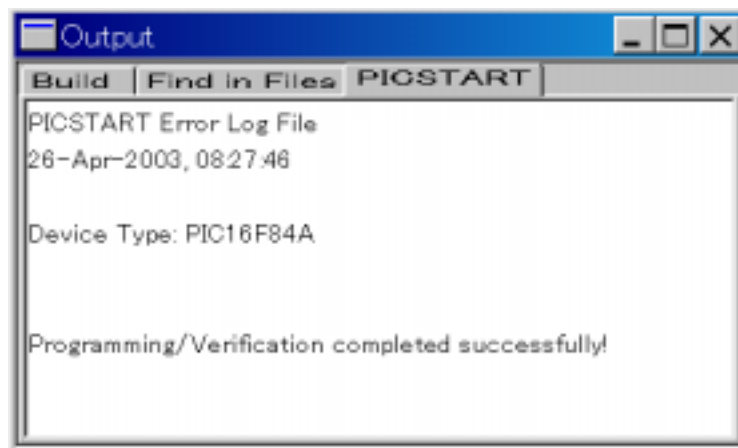 Output
Build Find in Files PICSTART
PICSTART Error Log File
26-Apr-2003, 08:27:46
Device Type: PIC16F84A
Programming/Verification completed successfully!